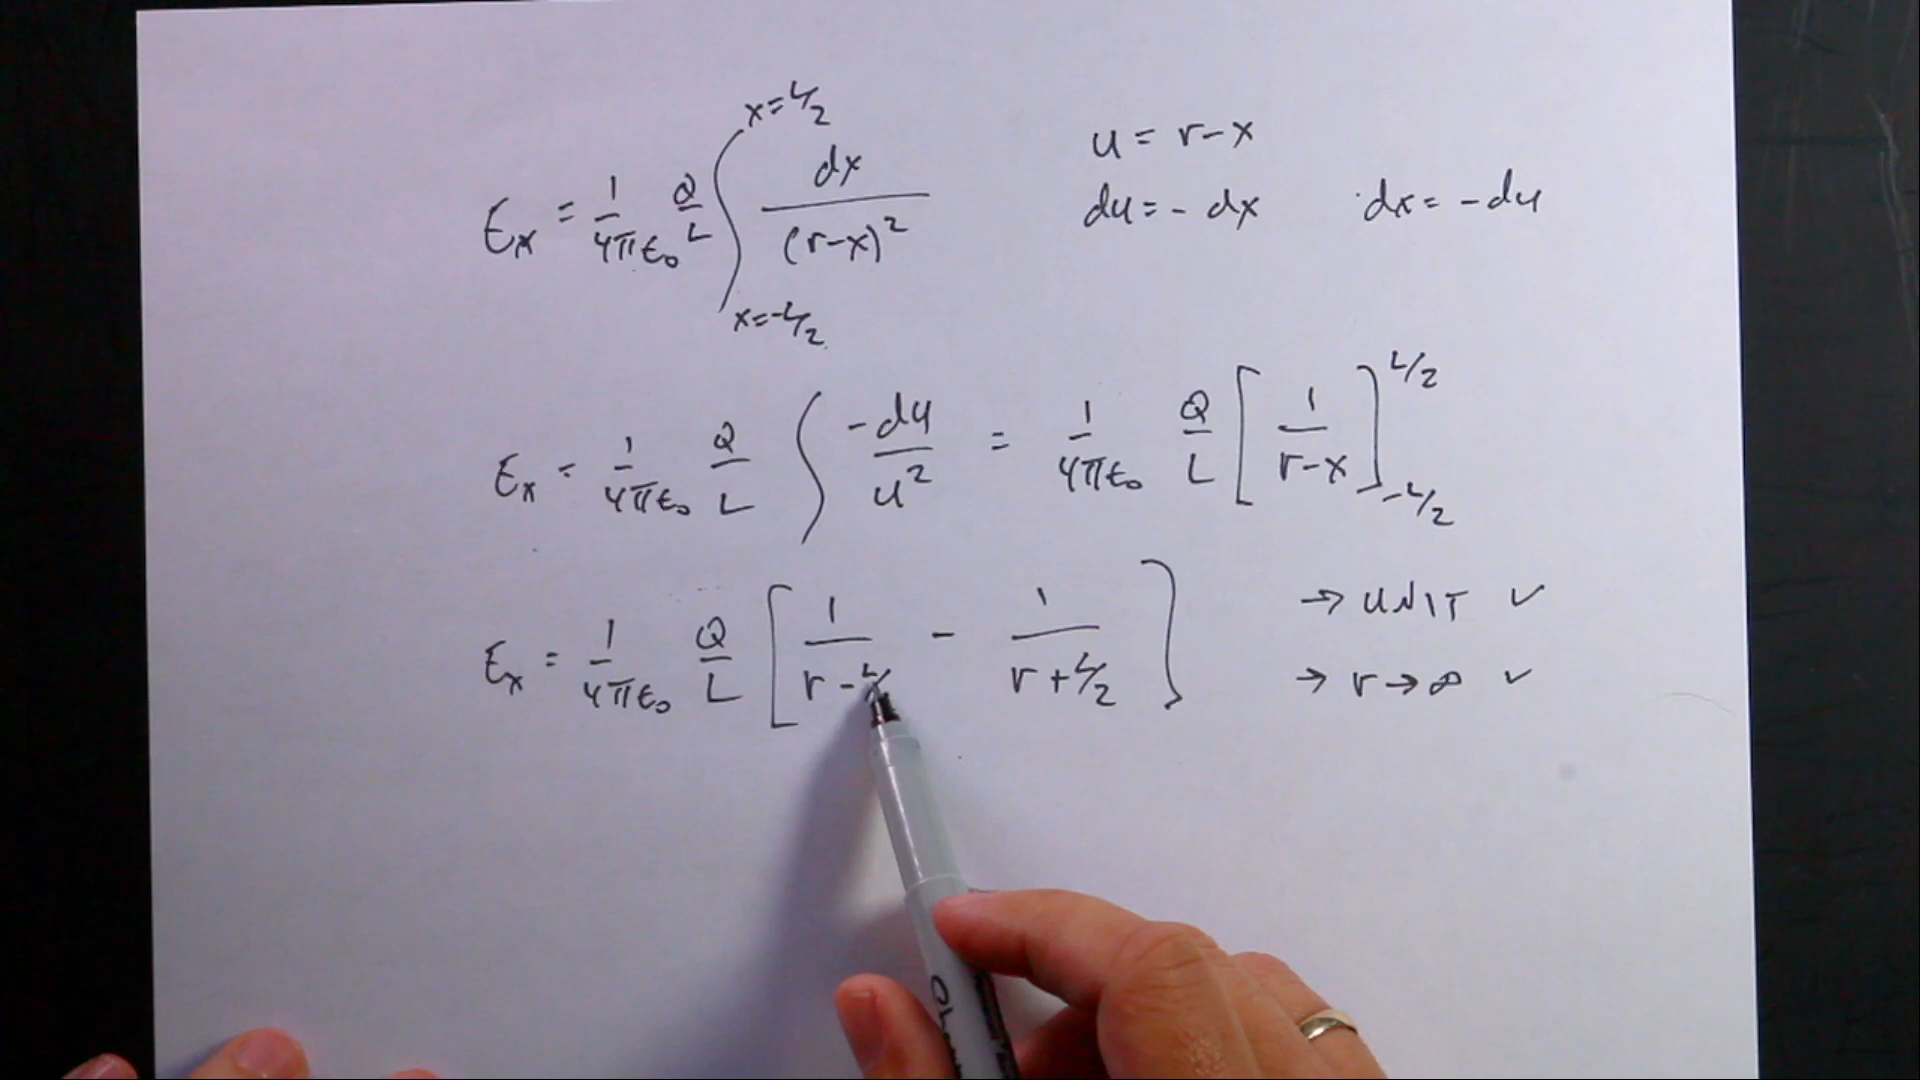 x=L/2
Ex = 1/4πε₀ Q/L ∫ dx/(r-x)²
x=-L/2
u = r-x
du = - dx dx = -du
Ex = 1/4πε₀ Q/L ∫ -du/u² = 1/4πε₀ Q/L [1/r-x] L/2 -L/2
Ex = 1/4πε₀ Q/L [1/r-L/ - 1/r+L/2]
→ UNIT ✓
→ r→∞ ✓